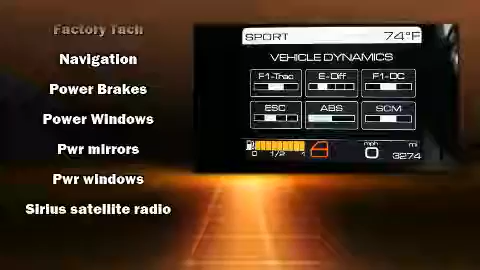 Factory Tach
Navigation
Power Brakes
Power Windows
Pwr mirrors
Pwr windows
Sirius satellite radio
SPORT 74°F
VEHICLE DYNAMICS
F1-Trac E-Diff F1-DC
ESC ABS SCM
0 1/2 1
mph mi
0 3274